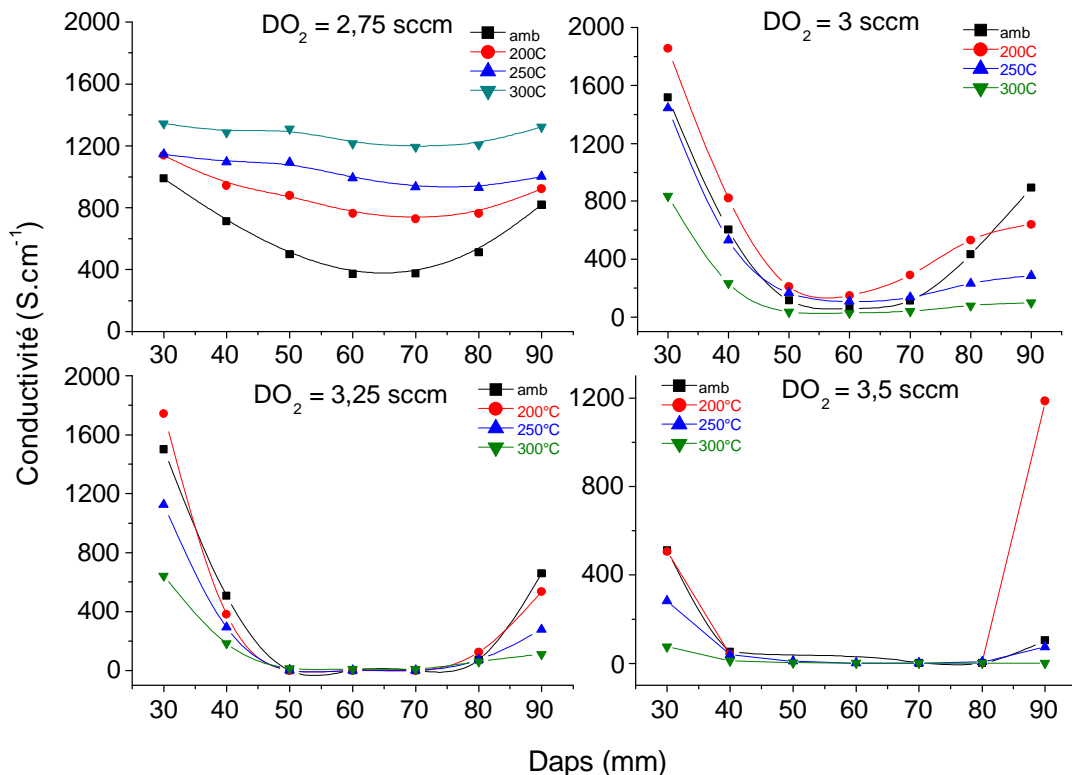 DO2 = 2,75 sccm
amb
200C
250C
300C
2000
1600
1200
800
400
0
30 40 50 60 70 80 90
DO2 = 3 sccm
amb
200C
250C
300C
2000
1600
1200
800
400
0
30 40 50 60 70 80 90
Conductivité (S.cm-1)
DO2 = 3,25 sccm
amb
200°C
250°C
300°C
2000
1600
1200
800
400
0
30 40 50 60 70 80 90
DO2 = 3,5 sccm
amb
200°C
250°C
300°C
1200
800
400
0
30 40 50 60 70 80 90
Daps (mm)